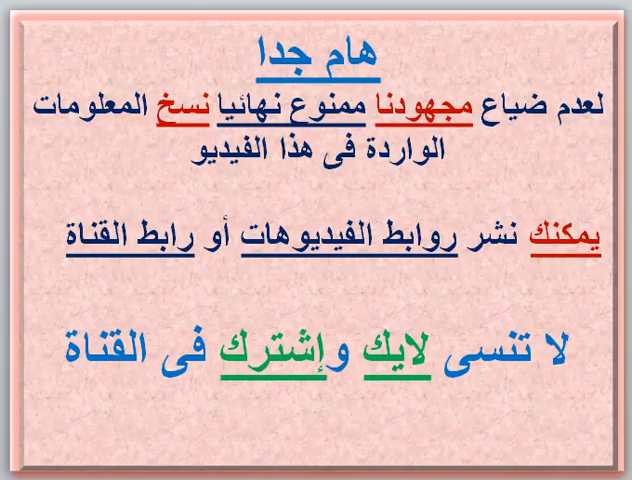 هام جدا
لعدم ضياع مجهودنا ممنوع نهائيا نسخ المعلومات
الواردة فى هذا الفيديو
يمكنك نشر روابط الفيديوهات أو رابط القناة
لا تنسى لايك وإشترك فى القناة